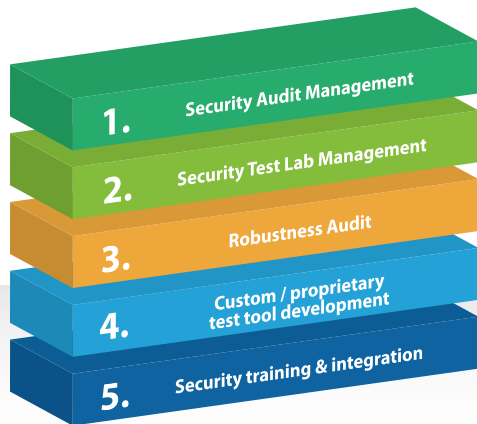 1. Security Audit Management
2. Security Test Lab Management
3. Robustness Audit
4. Custom / proprietary
test tool development
5. Security training & integration